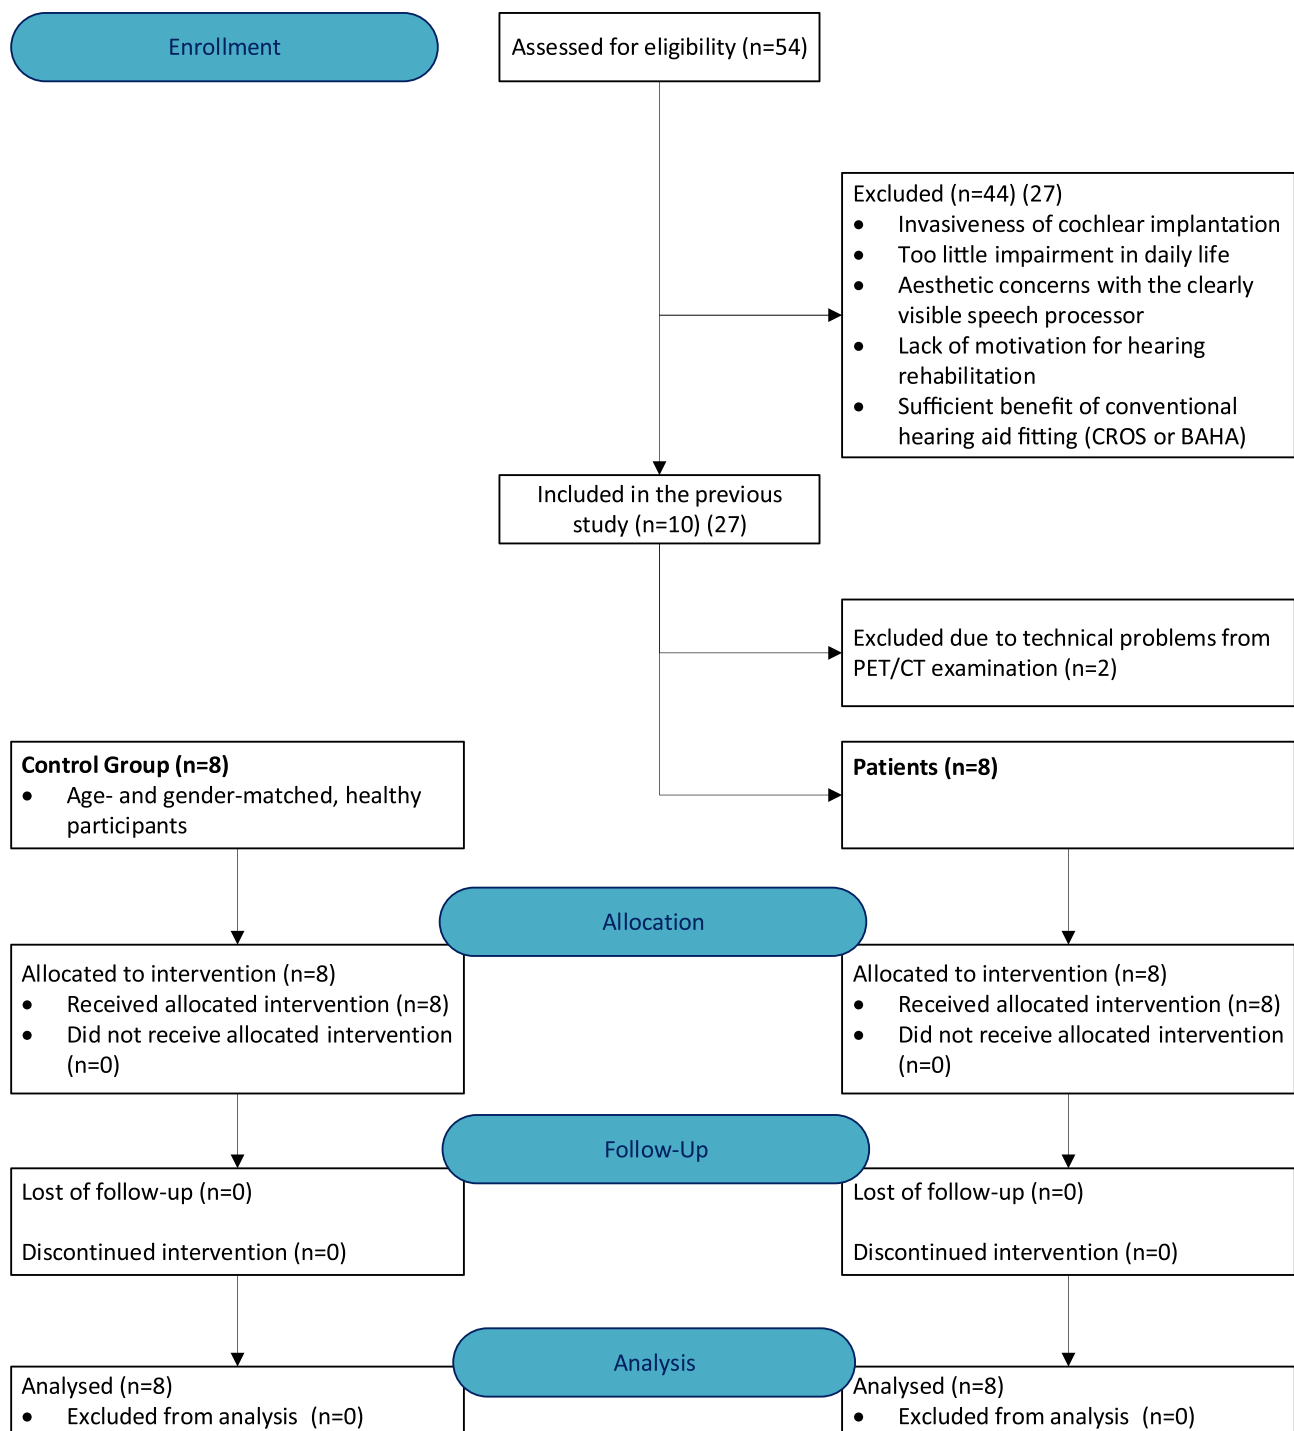 Enrollment
Assessed for eligibility (n=54)
Excluded (n=44) (27)
• Invasiveness of cochlear implantation
• Too little impairment in daily life
• Aesthetic concerns with the clearly
visible speech processor
• Lack of motivation for hearing
rehabilitation
• Sufficient benefit of conventional
hearing aid fitting (CROS or BAHA)
Included in the previous
study (n=10) (27)
Excluded due to technical problems from
PET/CT examination (n=2)
Control Group (n=8)
• Age- and gender-matched, healthy
participants
Patients (n=8)
Allocation
Allocated to intervention (n=8)
• Received allocated intervention (n=8)
• Did not receive allocated intervention
(n=0)
Allocated to intervention (n=8)
• Received allocated intervention (n=8)
• Did not receive allocated intervention
(n=0)
Follow-Up
Lost of follow-up (n=0)
Discontinued intervention (n=0)
Lost of follow-up (n=0)
Discontinued intervention (n=0)
Analysis
Analysed (n=8)
• Excluded from analysis (n=0)
Analysed (n=8)
• Excluded from analysis (n=0)